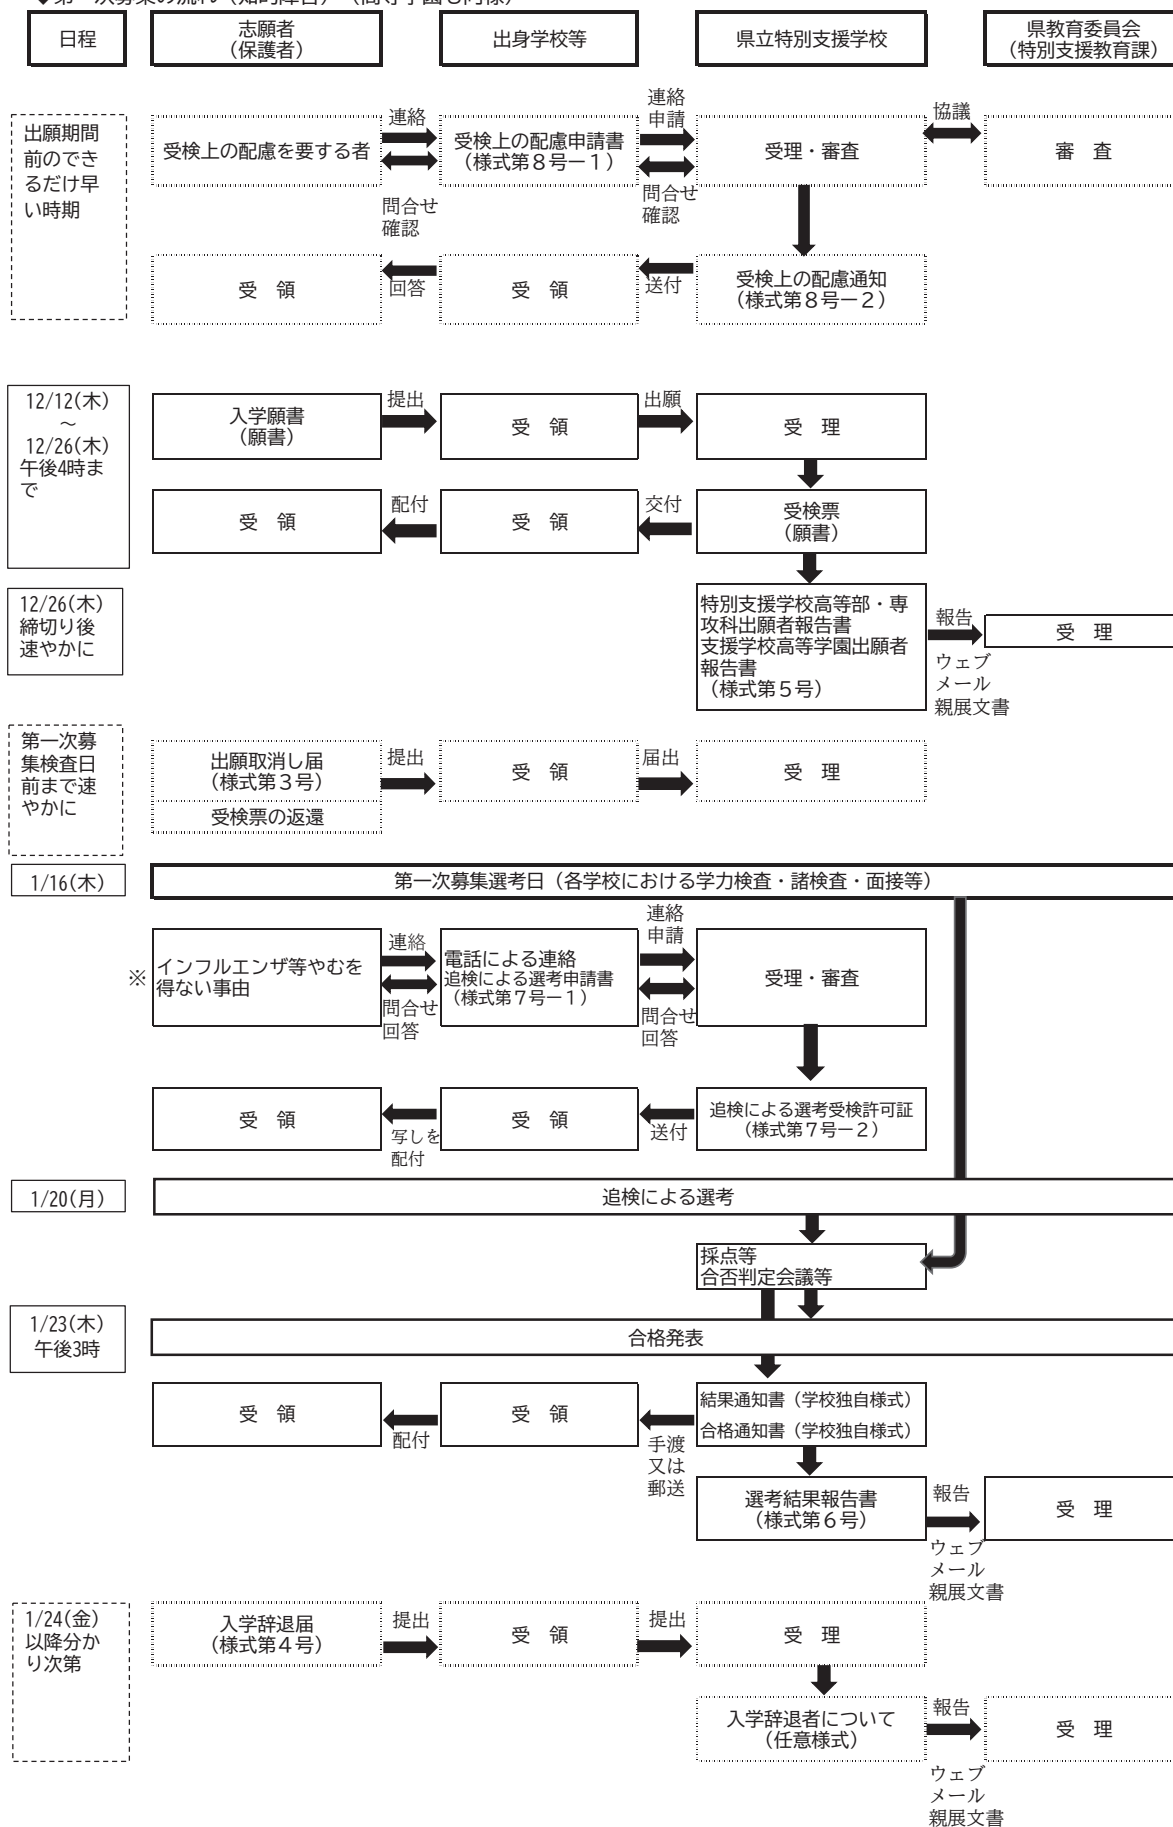 ◆第一次募集の流れ（知的障害）（高等学園も同様）
日程
志願者
（保護者）
出身学校等
県立特別支援学校
県教育委員会
（特別支援教育課）
出願期間
前のでき
るだけ早
い時期
受検上の配慮を要する者
連絡
問合せ
確認
受検上の配慮申請書
（様式第８号－１）
連絡
申請
問合せ
確認
受理・審査
協議
審　査
受　領
回答
受　領
送付
受検上の配慮通知
（様式第８号－２）
12/12(木)
～
12/26(木)
午後4時ま
で
入学願書
（願書）
提出
受　領
出願
受　理
受　領
配付
受　領
交付
受検票
（願書）
12/26(木)
締切り後
速やかに
特別支援学校高等部・専
攻科出願者報告書
支援学校高等学園出願者
報告書
（様式第５号）
報告
ウェブ
メール
親展文書
受　理
第一次募
集検査日
前まで速
やかに
出願取消し届
（様式第３号）
受検票の返還
提出
受　領
届出
受　理
1/16(木)
第一次募集選考日（各学校における学力検査・諸検査・面接等）
※
インフルエンザ等やむを
得ない事由
連絡
問合せ
回答
電話による連絡
追検による選考申請書
（様式第７号－１）
連絡
申請
問合せ
回答
受理・審査
受　領
写しを
配付
受　領
送付
追検による選考受検許可証
（様式第７号－２）
1/20(月)
追検による選考
採点等
合否判定会議等
1/23(木)
午後3時
合格発表
受　領
配付
受　領
手渡
又は
郵送
結果通知書（学校独自様式）
合格通知書（学校独自様式）
選考結果報告書
（様式第６号）
報告
ウェブ
メール
親展文書
受　理
1/24(金)
以降分か
り次第
入学辞退届
（様式第４号）
提出
受　領
提出
受　理
入学辞退者について
（任意様式）
報告
ウェブ
メール
親展文書
受　理